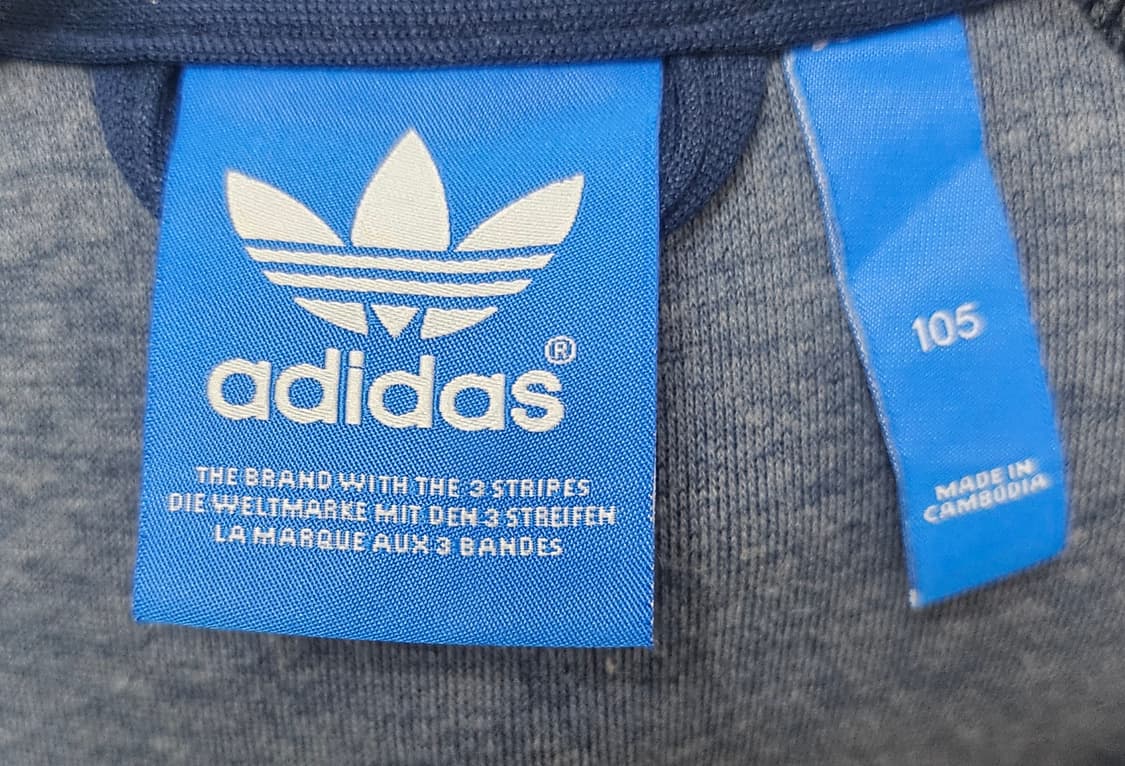 adidas®
THE BRAND WITH THE 3 STRIPES
DIE WELTMARKE MIT DEN 3 STREIFEN
LA MARQUE AUX 3 BANDES
105
MADE IN
CAMBODIA